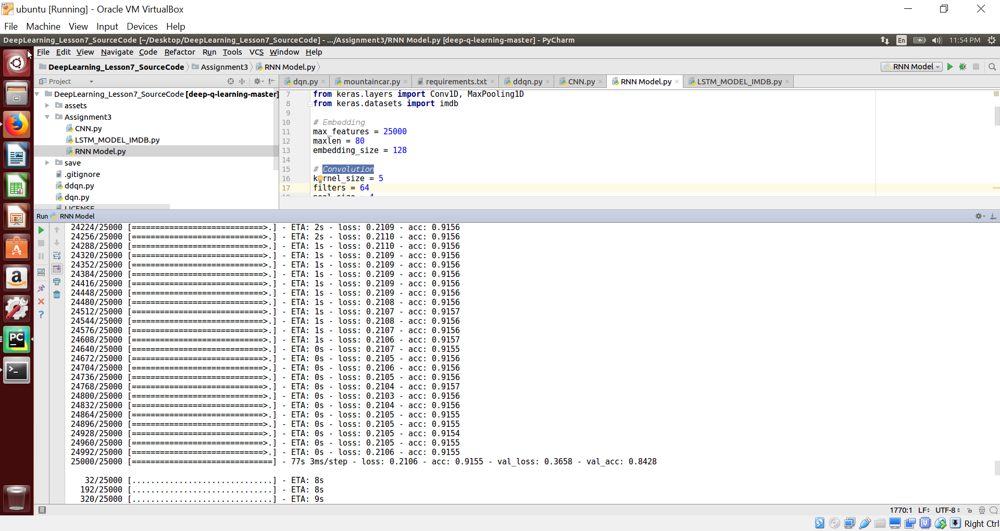 ubuntu [Running] - Oracle VM VirtualBox
File Machine View Input Devices Help
DeepLearning_Lesson7_SourceCode [~/Desktop/DeepLearning_Lesson7_SourceCode] - .../Assignment3/RNN Model.py [deep-q-learning-master] - PyCharm
En 11:54 PM
File Edit View Navigate Code Refactor Run Tools VCS Window Help
DeepLearning_Lesson7_SourceCode Assignment3 RNN Model.py
RNN Model
Project
dqn.py mountaincar.py requirements.txt ddqn.py CNN.py RNN Model.py LSTM_MODEL_IMDB.py
DeepLearning_Lesson7_SourceCode [deep-q-learning-master]
assets
Assignment3
CNN.py
LSTM_MODEL_IMDB.py
RNN Model.py
save
.gitignore
ddqn.py
dqn.py
LICENSE
7 from keras.layers import Conv1D, MaxPooling1D
8 from keras.datasets import imdb
9
10 # Embedding
11 max_features = 25000
12 maxlen = 80
13 embedding_size = 128
14
15 # Convolution
16 kernel_size = 5
17 filters = 64
18 pool_size = 4
Run RNN Model
24224/25000 [============================>.] - ETA: 2s - loss: 0.2109 - acc: 0.9156
24256/25000 [============================>.] - ETA: 2s - loss: 0.2110 - acc: 0.9156
24288/25000 [============================>.] - ETA: 1s - loss: 0.2110 - acc: 0.9156
24320/25000 [============================>.] - ETA: 1s - loss: 0.2109 - acc: 0.9156
24352/25000 [============================>.] - ETA: 1s - loss: 0.2109 - acc: 0.9156
24384/25000 [============================>.] - ETA: 1s - loss: 0.2109 - acc: 0.9156
24416/25000 [============================>.] - ETA: 1s - loss: 0.2109 - acc: 0.9156
24448/25000 [============================>.] - ETA: 1s - loss: 0.2109 - acc: 0.9156
24480/25000 [============================>.] - ETA: 1s - loss: 0.2108 - acc: 0.9156
24512/25000 [============================>.] - ETA: 1s - loss: 0.2107 - acc: 0.9157
24544/25000 [============================>.] - ETA: 1s - loss: 0.2108 - acc: 0.9156
24576/25000 [============================>.] - ETA: 1s - loss: 0.2107 - acc: 0.9156
24608/25000 [============================>.] - ETA: 1s - loss: 0.2106 - acc: 0.9157
24640/25000 [============================>.] - ETA: 0s - loss: 0.2107 - acc: 0.9155
24672/25000 [============================>.] - ETA: 0s - loss: 0.2105 - acc: 0.9156
24704/25000 [============================>.] - ETA: 0s - loss: 0.2106 - acc: 0.9156
24736/25000 [============================>.] - ETA: 0s - loss: 0.2105 - acc: 0.9156
24768/25000 [============================>.] - ETA: 0s - loss: 0.2104 - acc: 0.9157
24800/25000 [============================>.] - ETA: 0s - loss: 0.2103 - acc: 0.9156
24832/25000 [============================>.] - ETA: 0s - loss: 0.2104 - acc: 0.9156
24864/25000 [============================>.] - ETA: 0s - loss: 0.2105 - acc: 0.9155
24896/25000 [============================>.] - ETA: 0s - loss: 0.2105 - acc: 0.9155
24928/25000 [============================>.] - ETA: 0s - loss: 0.2105 - acc: 0.9154
24960/25000 [============================>.] - ETA: 0s - loss: 0.2105 - acc: 0.9155
24992/25000 [============================>.] - ETA: 0s - loss: 0.2106 - acc: 0.9155
25000/25000 [==============================] - 77s 3ms/step - loss: 0.2106 - acc: 0.9155 - val_loss: 0.3658 - val_acc: 0.8428
32/25000 [..............................] - ETA: 8s
192/25000 [..............................] - ETA: 8s
320/25000 [..............................] - ETA: 9s
1770:1 LF UTF-8
Right Ctrl